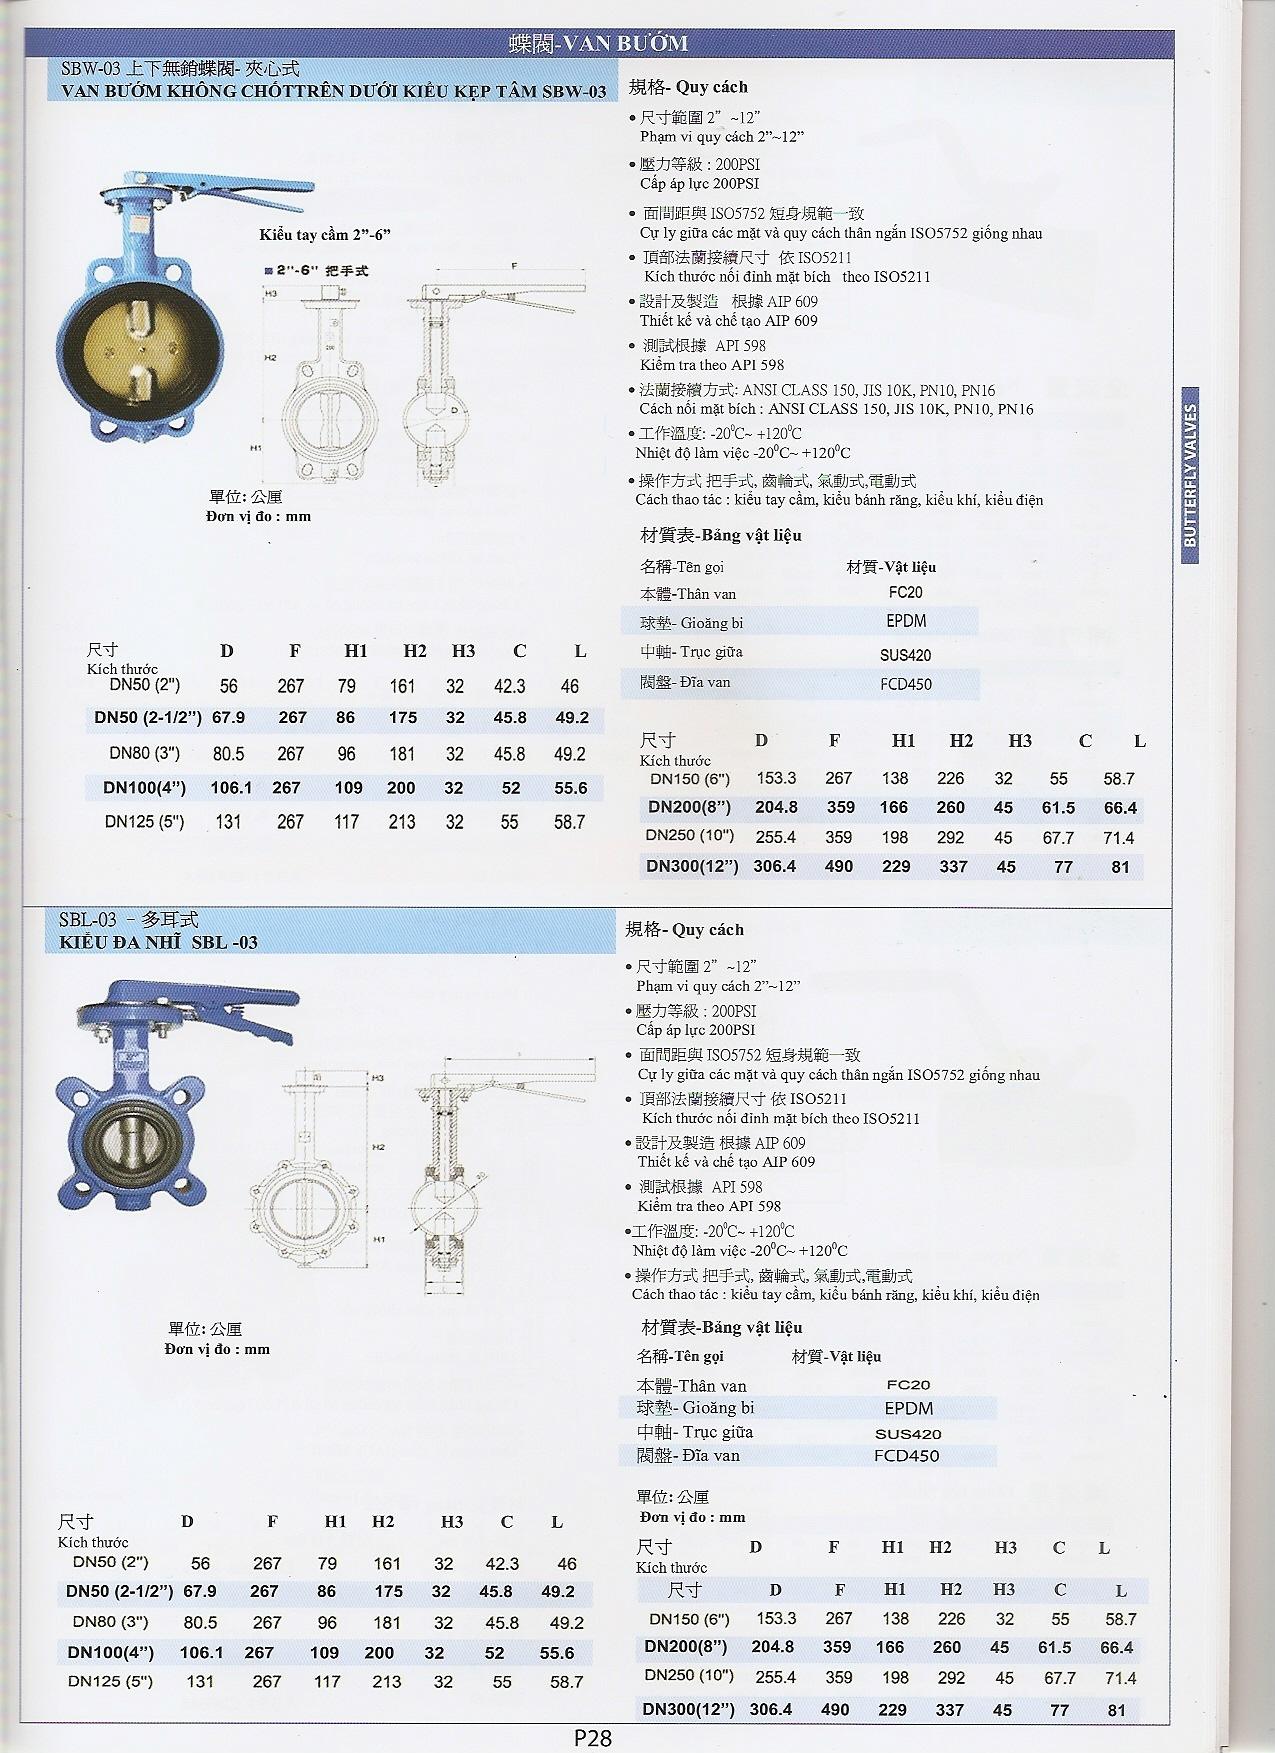 蝶閥-VAN BƯỚM
SBW-03 上下無銷蝶閥- 夾心式
VAN BƯỚM KHÔNG CHỐTTRÊN DƯỚI KIỂU KẸP TÂM SBW-03
Kiểu tay cầm 2”-6”
2"-6" 把手式
F
H3
H2
D
H1
單位: 公厘
Đơn vị đo : mm
規格- Quy cách
• 尺寸範圍 2” ~12”
Phạm vi quy cách 2”~12”
• 壓力等級 : 200PSI
Cấp áp lực 200PSI
• 面間距與 ISO5752 短身規範一致
Cự ly giữa các mặt và quy cách thân ngắn ISO5752 giống nhau
• 頂部法蘭接續尺寸 依 ISO5211
Kích thước nối đỉnh mặt bích theo ISO5211
• 設計及製造 根據 AIP 609
Thiết kế và chế tạo AIP 609
• 測試根據 API 598
Kiểm tra theo API 598
• 法蘭接續方式: ANSI CLASS 150, JIS 10K, PN10, PN16
Cách nối mặt bích : ANSI CLASS 150, JIS 10K, PN10, PN16
• 工作溫度: -20⁰C~ +120⁰C
Nhiệt độ làm việc -20⁰C~ +120⁰C
• 操作方式 把手式, 齒輪式, 氣動式,電動式
Cách thao tác : kiểu tay cầm, kiểu bánh răng, kiểu khí, kiểu điện
BUTTERFLY VALVES
材質表-Bảng vật liệu
名稱-Tên gọi 材質-Vật liệu
本體-Thân van FC20
球墊- Gioăng bi EPDM
中軸- Trục giữa SUS420
閥盤- Đĩa van FCD450
尺寸 D F H1 H2 H3 C L
Kích thước
DN50 (2") 56 267 79 161 32 42.3 46
DN50 (2-1/2”) 67.9 267 86 175 32 45.8 49.2
DN80 (3") 80.5 267 96 181 32 45.8 49.2
DN100(4”) 106.1 267 109 200 32 52 55.6
DN125 (5") 131 267 117 213 32 55 58.7
尺寸 D F H1 H2 H3 C L
Kích thước
DN150 (6") 153.3 267 138 226 32 55 58.7
DN200(8”) 204.8 359 166 260 45 61.5 66.4
DN250 (10") 255.4 359 198 292 45 67.7 71.4
DN300(12”) 306.4 490 229 337 45 77 81
SBL-03 - 多耳式
KIỂU ĐA NHĨ SBL -03
H3
H2
H1
單位: 公厘
Đơn vị đo : mm
規格- Quy cách
• 尺寸範圍 2” ~12”
Phạm vi quy cách 2”~12”
• 壓力等級 : 200PSI
Cấp áp lực 200PSI
• 面間距與 ISO5752 短身規範一致
Cự ly giữa các mặt và quy cách thân ngắn ISO5752 giống nhau
• 頂部法蘭接續尺寸 依 ISO5211
Kích thước nối đỉnh mặt bích theo ISO5211
• 設計及製造 根據 AIP 609
Thiết kế và chế tạo AIP 609
• 測試根據 API 598
Kiểm tra theo API 598
•工作溫度: -20⁰C~ +120⁰C
Nhiệt độ làm việc -20⁰C~ +120⁰C
• 操作方式 把手式, 齒輪式, 氣動式,電動式
Cách thao tác : kiểu tay cầm, kiểu bánh răng, kiểu khí, kiểu điện
材質表-Bảng vật liệu
名稱-Tên gọi 材質-Vật liệu
本體-Thân van FC20
球墊- Gioăng bi EPDM
中軸- Trục giữa SUS420
閥盤- Đĩa van FCD450
尺寸 D F H1 H2 H3 C L
Kích thước
DN50 (2") 56 267 79 161 32 42.3 46
DN50 (2-1/2”) 67.9 267 86 175 32 45.8 49.2
DN80 (3") 80.5 267 96 181 32 45.8 49.2
DN100(4”) 106.1 267 109 200 32 52 55.6
DN125 (5") 131 267 117 213 32 55 58.7
單位: 公厘
Đơn vị đo : mm
尺寸 D F H1 H2 H3 C L
Kích thước
尺寸 D F H1 H2 H3 C L
DN150 (6") 153.3 267 138 226 32 55 58.7
DN200(8”) 204.8 359 166 260 45 61.5 66.4
DN250 (10") 255.4 359 198 292 45 67.7 71.4
DN300(12”) 306.4 490 229 337 45 77 81
P28